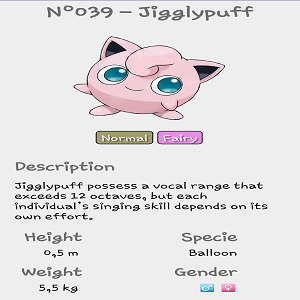 Nº039 – Jigglypuff
Normal Fairy
Description
Jigglypuff possess a vocal range that
exceeds 12 octaves, but each
individual's singing skill depends on its
own effort.
Height Specie
0,5 m Balloon
Weight Gender
5,5 kg ♂ ♀